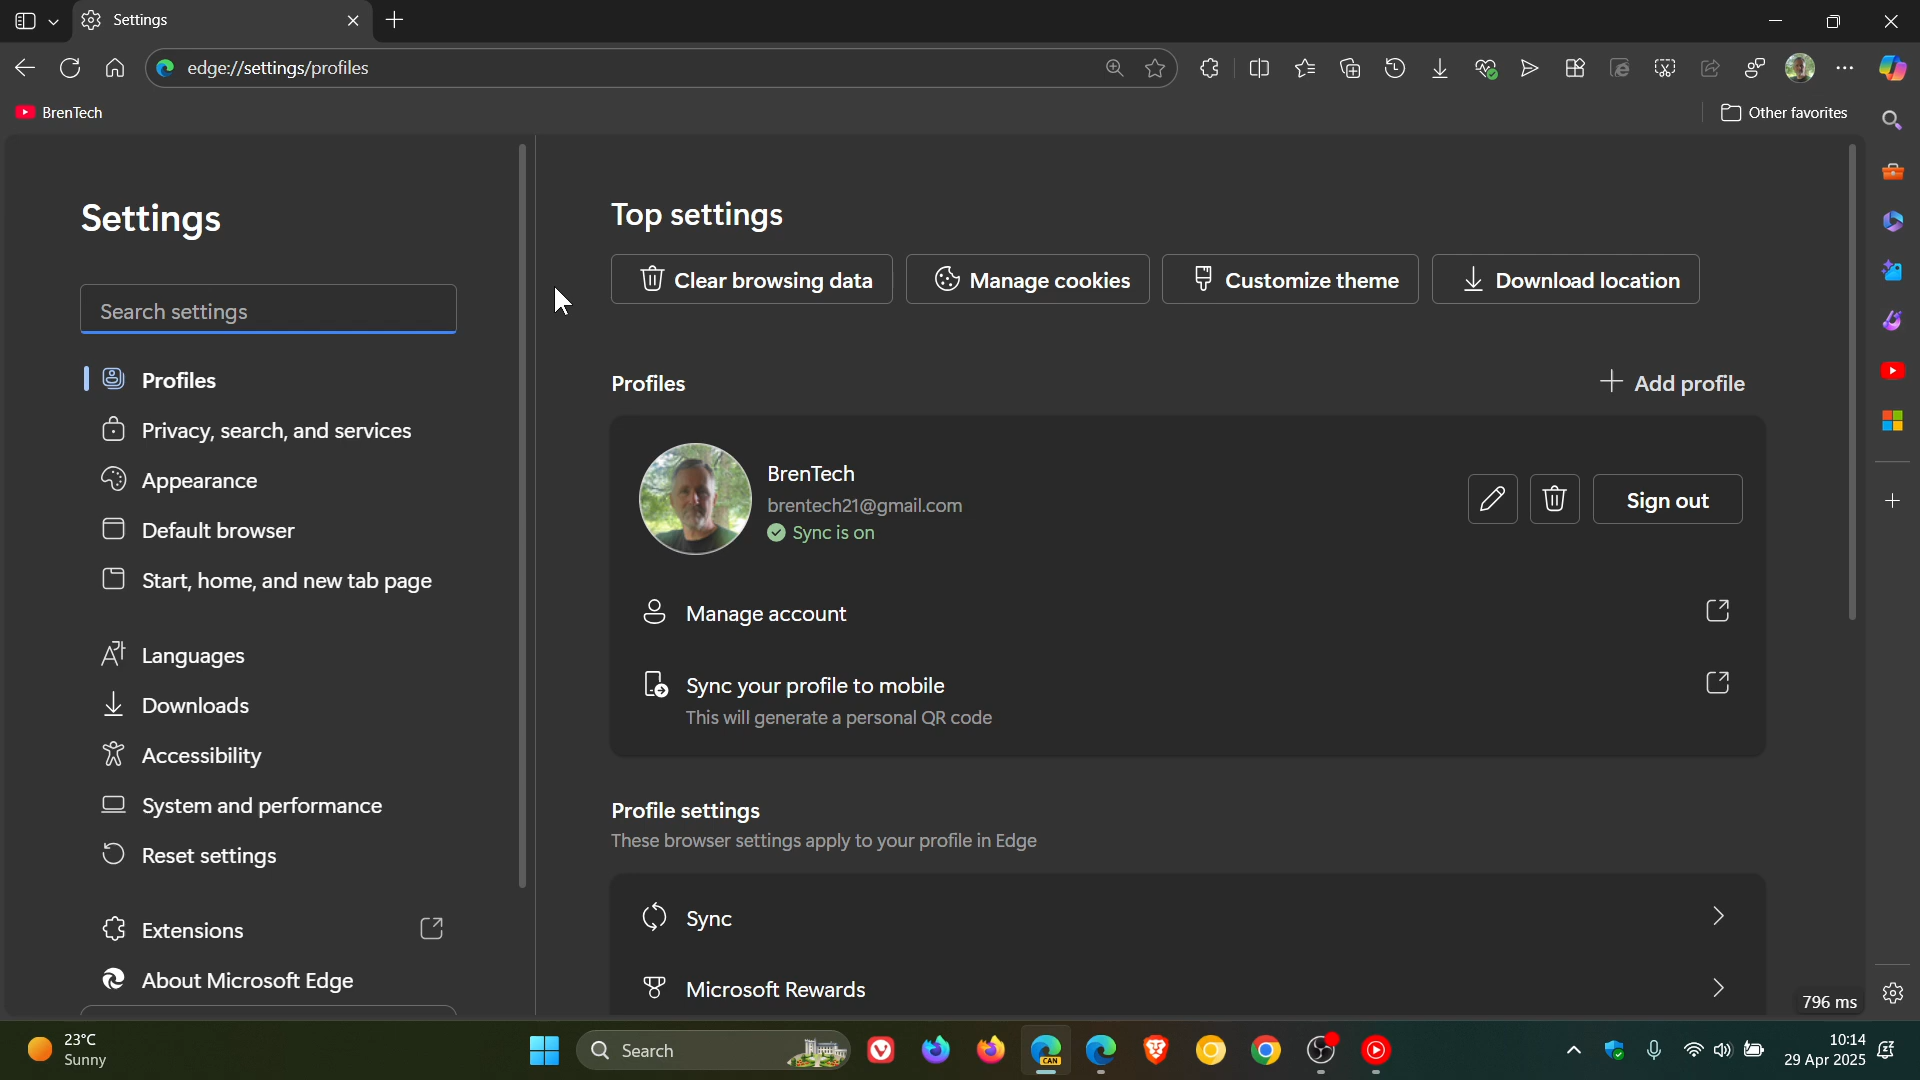 Settings
edge://settings/profiles
BrenTech
Other favorites
Settings
Search settings
Profiles
Privacy, search, and services
Appearance
Default browser
Start, home, and new tab page
Languages
Downloads
Accessibility
System and performance
Reset settings
Extensions
About Microsoft Edge
Top settings
Clear browsing data
Manage cookies
Customize theme
Download location
Profiles
Add profile
BrenTech
brentech21@gmail.com
Sync is on
Sign out
Manage account
Sync your profile to mobile
This will generate a personal QR code
Profile settings
These browser settings apply to your profile in Edge
Sync
Microsoft Rewards
796 ms
23°C
Sunny
Search
CAN
10:14
29 Apr 2025